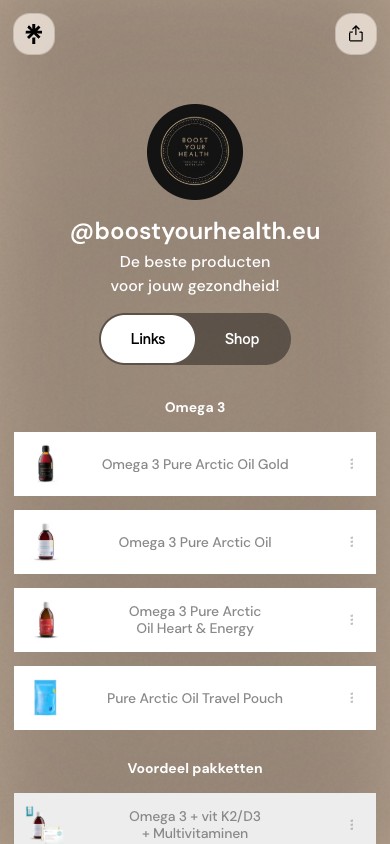 BOOST
YOUR
HEALTH
@boostyourhealth.eu
De beste producten
voor jouw gezondheid!
Links
Shop
Omega 3
Omega 3 Pure Arctic Oil Gold
Omega 3 Pure Arctic Oil
Omega 3 Pure Arctic
Oil Heart & Energy
Pure Arctic Oil Travel Pouch
Voordeel pakketten
Omega 3 + vit K2/D3
+ Multivitaminen